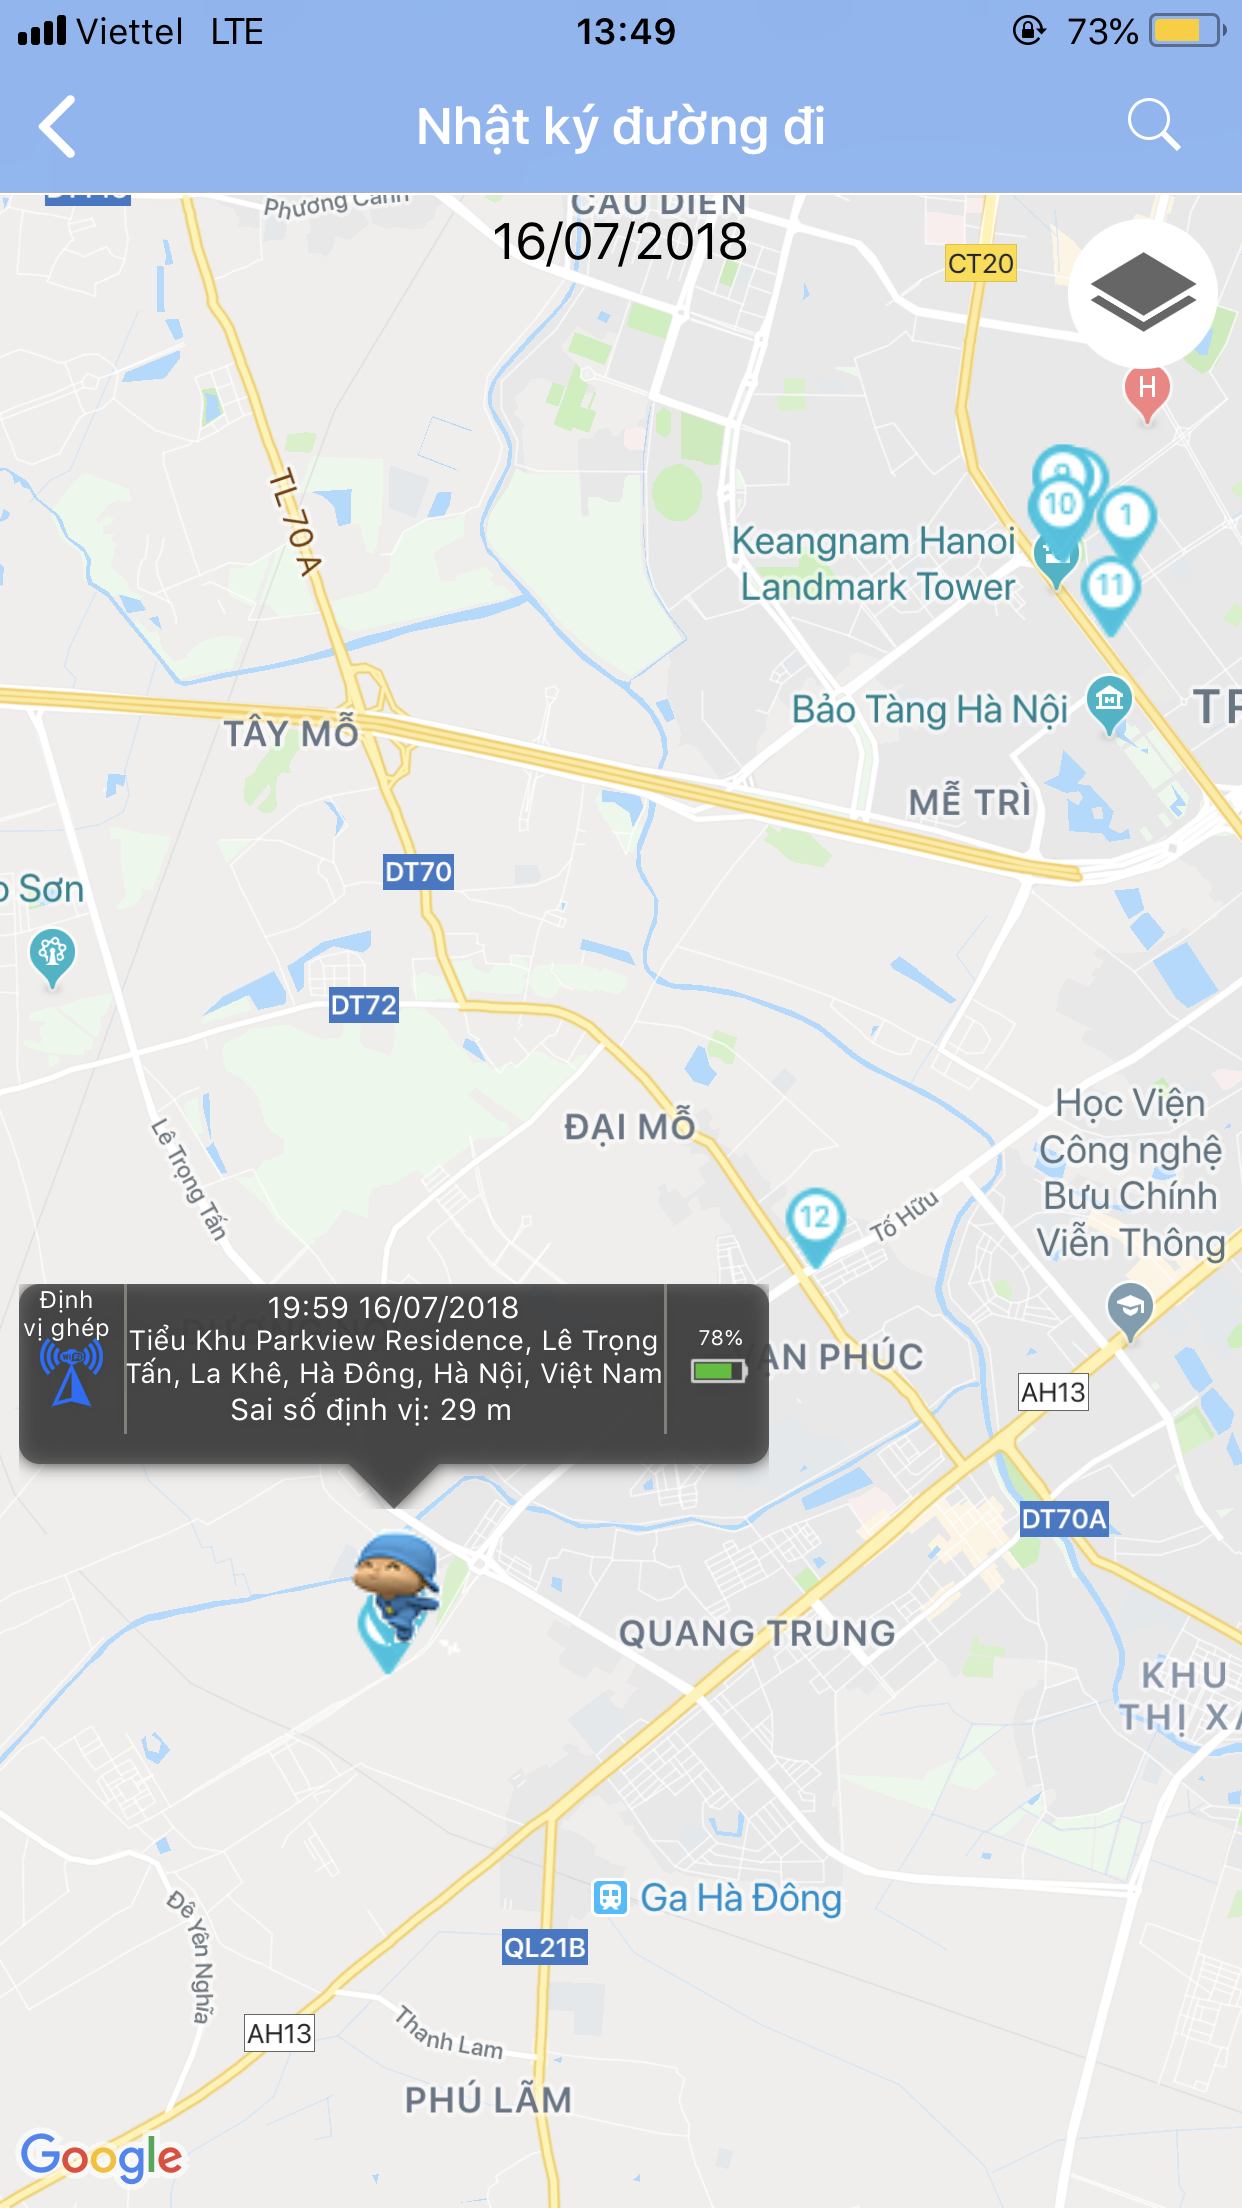 Viettel LTE 13:49 73%
Nhật ký đường đi
Phương Canh
CẦU DIỄN
16/07/2018
CT20
H
TL70A
10
1
Keangnam Hanoi
Landmark Tower
11
Bảo Tàng Hà Nội
TÂY MỖ
MỄ TRÌ
DT70
Sơn
DT72
ĐẠI MỖ
Học Viện
Công nghệ
Bưu Chính
Viễn Thông
Lê Trọng Tấn
12
Tố Hữu
Định
vị ghép
19:59 16/07/2018
Tiểu Khu Parkview Residence, Lê Trọng
Tấn, La Khê, Hà Đông, Hà Nội, Việt Nam
Sai số định vị: 29 m
78%
ẠN PHÚC
AH13
DT70A
QUANG TRUNG
KHU
THỊ XA
Ga Hà Đông
QL21B
Đê Yên Nghĩa
AH13
Thanh Lam
PHÚ LÃM
Google